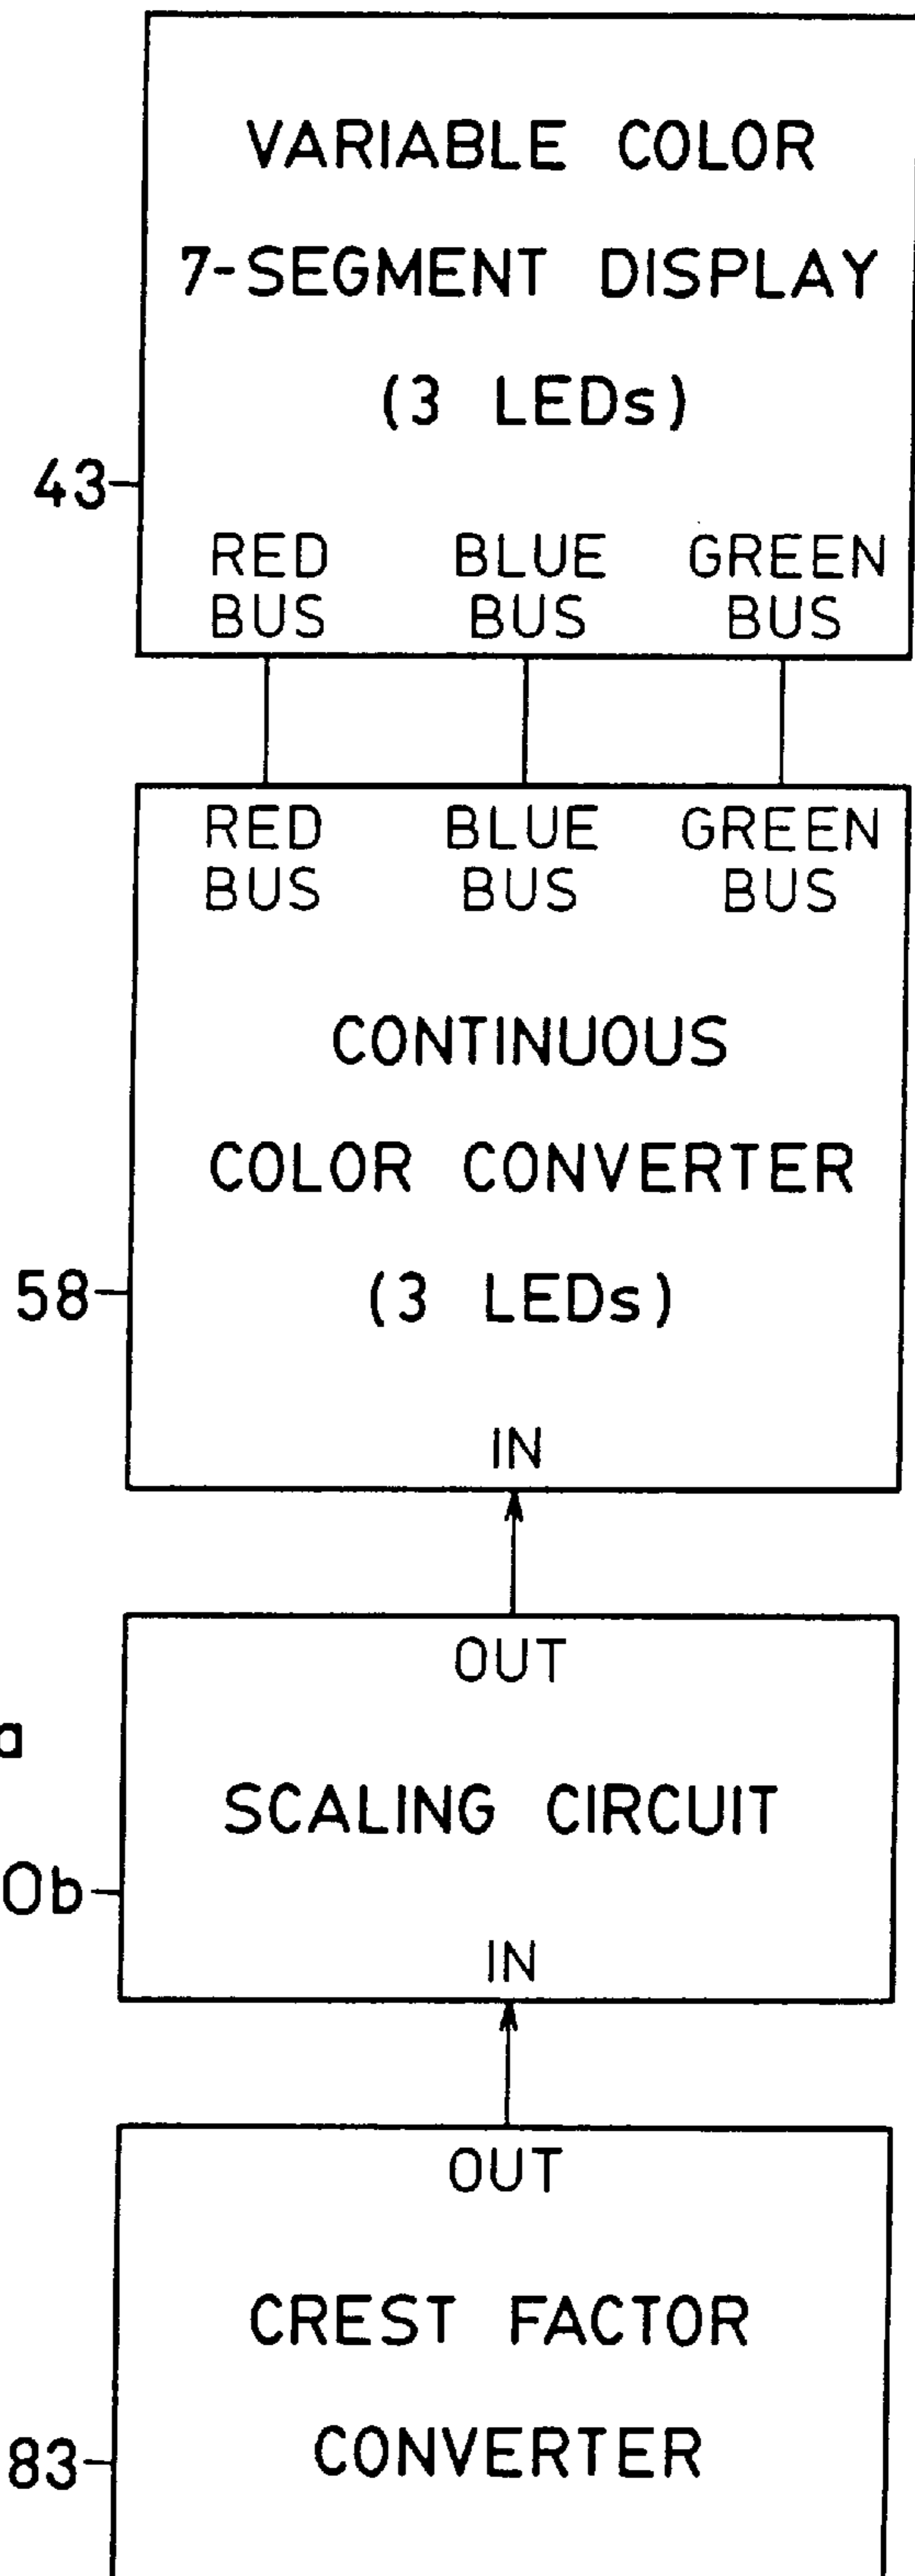 VARIABLE COLOR
7-SEGMENT DISPLAY
(3 LEDs)
43
RED BLUE GREEN
BUS BUS BUS
RED BLUE GREEN
BUS BUS BUS
CONTINUOUS
COLOR CONVERTER
58
(3 LEDs)
IN
OUT
a
SCALING CIRCUIT
0b
IN
OUT
CREST FACTOR
CONVERTER
83